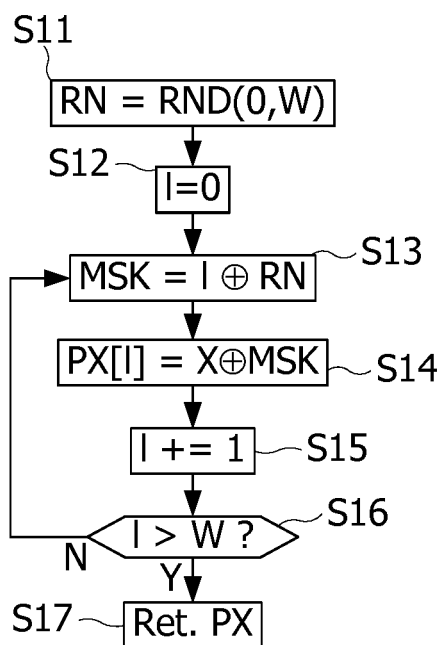 S11
RN = RND(0,W)
S12
I=0
S13
MSK = I ⊕ RN
PX[I] = X⊕MSK
S14
I += 1
S15
I > W ?
S16
N
Y
S17
Ret. PX